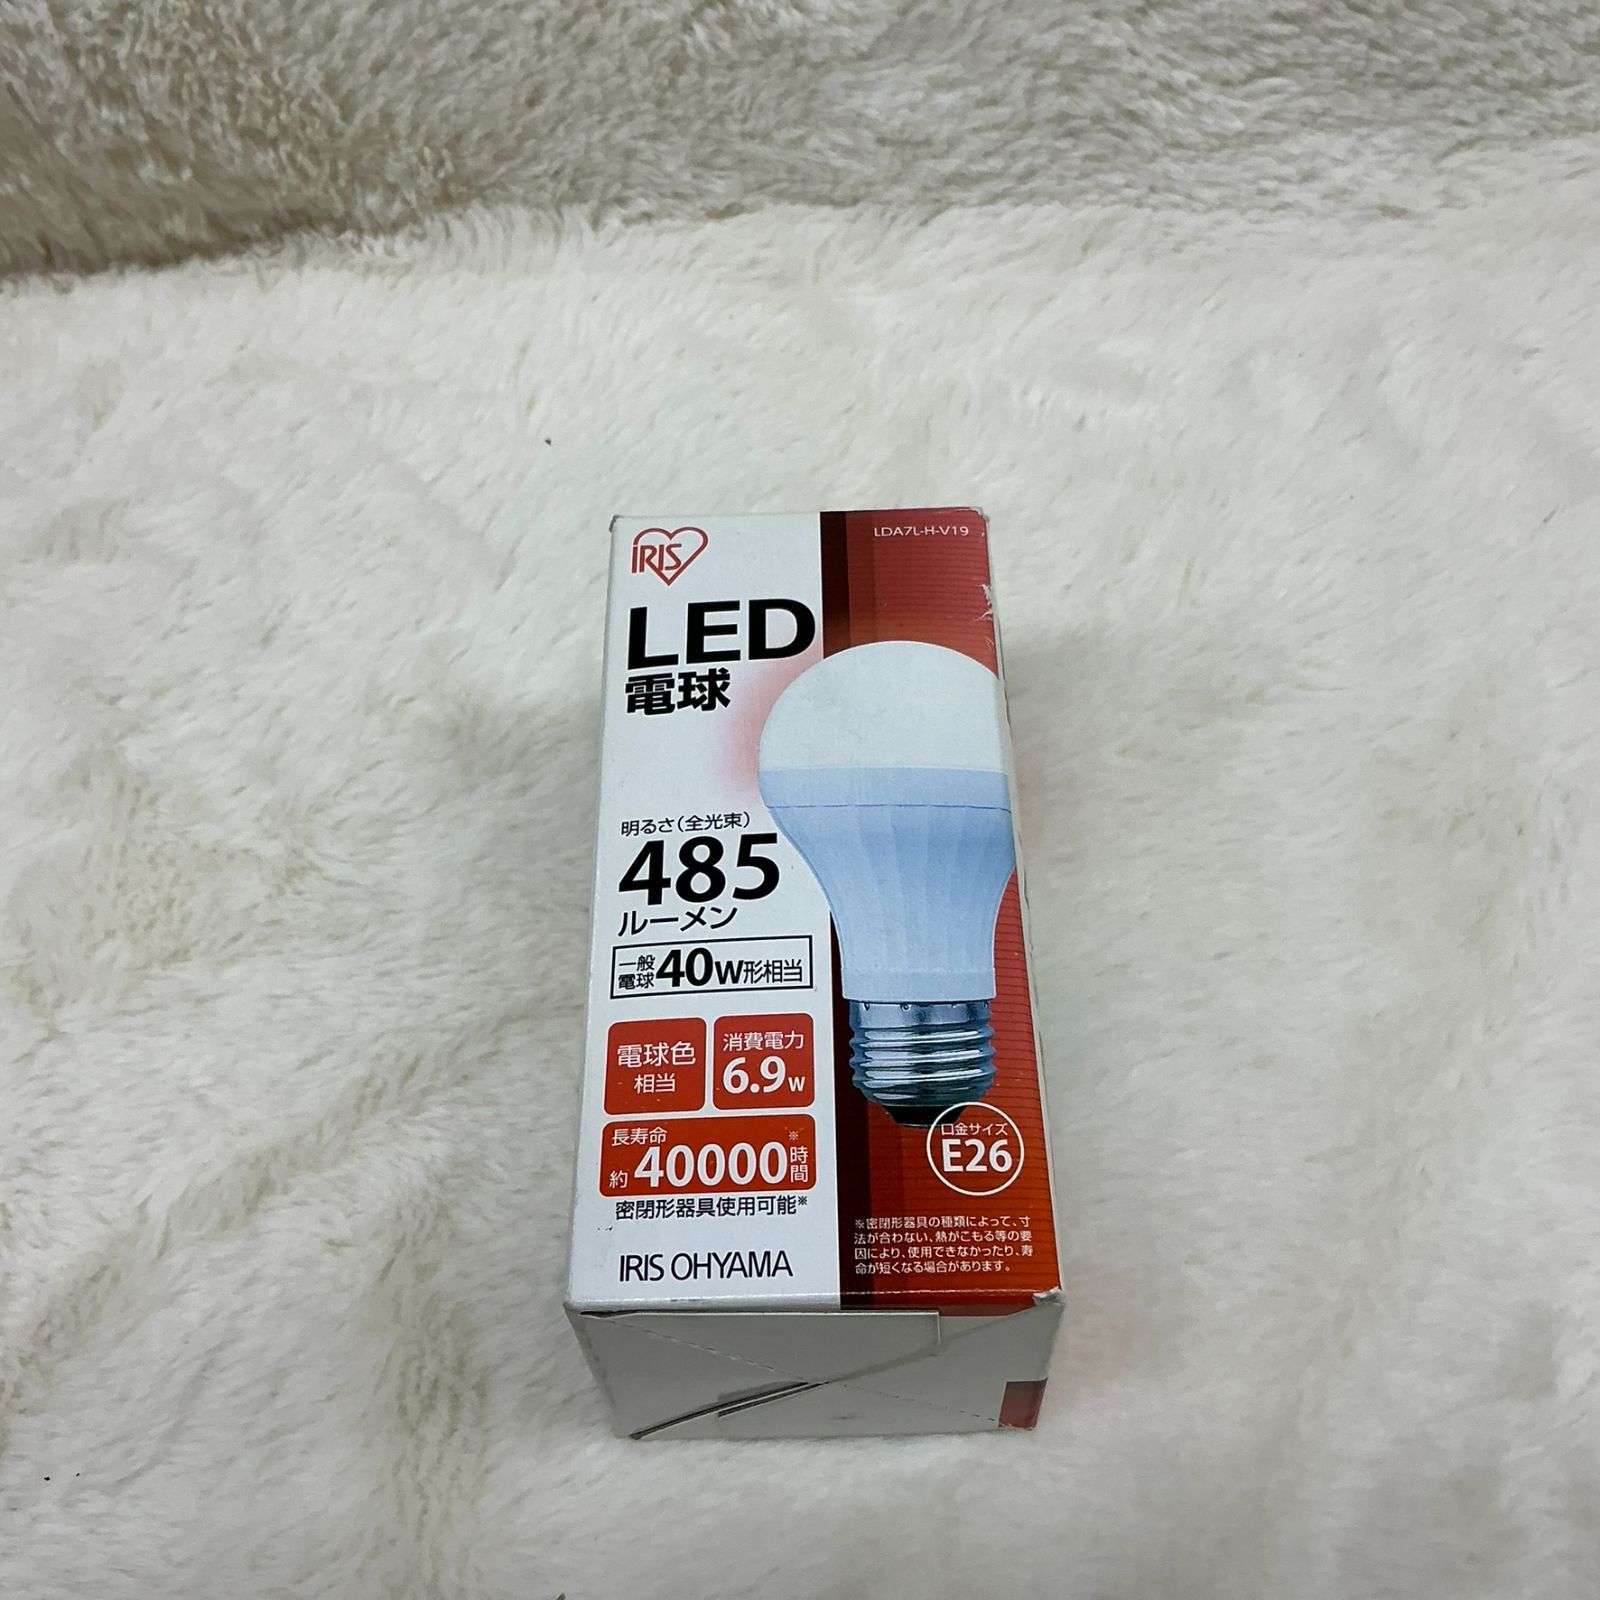 IRIS
LDA7L-H-V19
LED
電球
明るさ（全光束）
485
ルーメン
一般
電球40W形相当
電球色
相当
消費電力
6.9W
長寿命
約40000時間※
密閉形器具使用可能※
IRIS OHYAMA
口金サイズ
E26
※密閉形器具の種類によって、寸
法が合わない、熱がこもる等の要
因により、使用できなかったり、寿
命が短くなる場合があります。